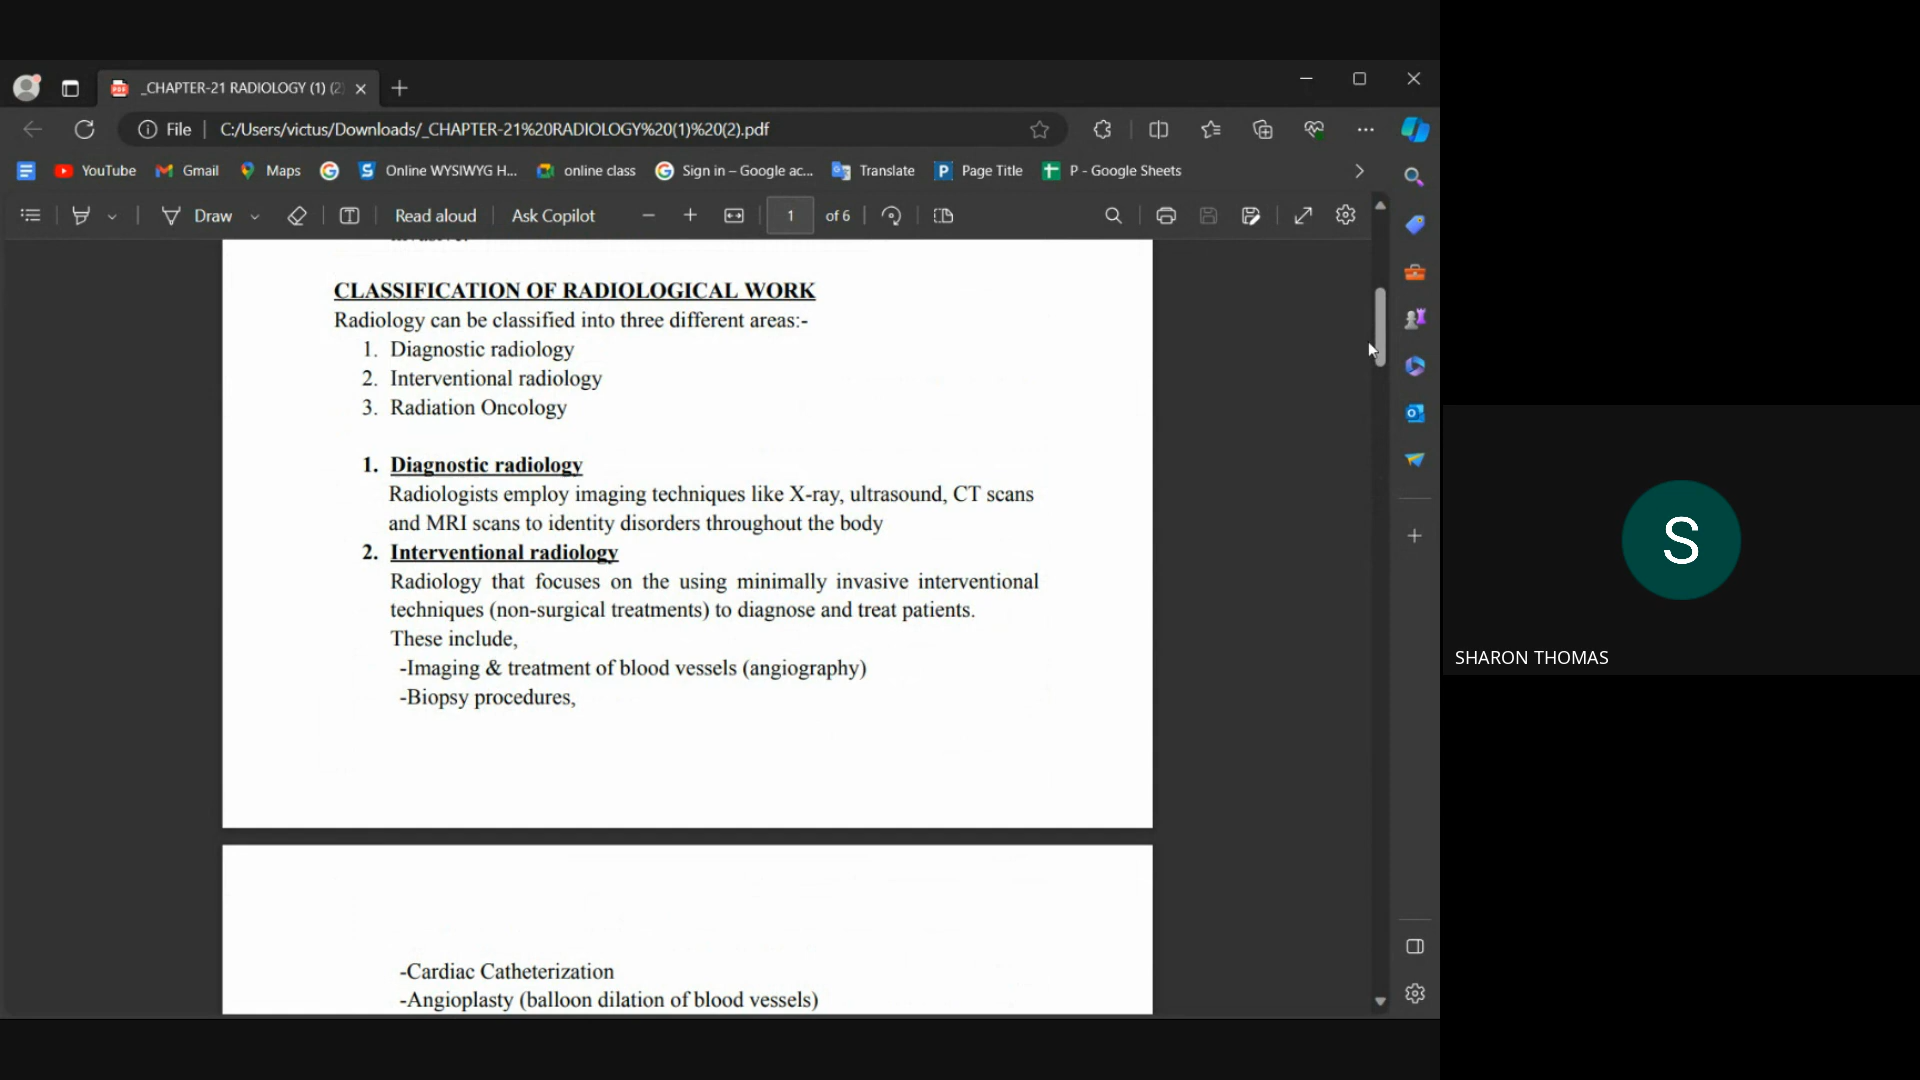 _CHAPTER-21 RADIOLOGY (1) (2)
File
C:/Users/victus/Downloads/_CHAPTER-21%20RADIOLOGY%20(1)%20(2).pdf
YouTube Gmail Maps Online WYSIWYG H... online class Sign in – Google ac... Translate Page Title P - Google Sheets
Draw Read aloud Ask Copilot 1 of 6
CLASSIFICATION OF RADIOLOGICAL WORK
Radiology can be classified into three different areas:-
1. Diagnostic radiology
2. Interventional radiology
3. Radiation Oncology
1. Diagnostic radiology
Radiologists employ imaging techniques like X-ray, ultrasound, CT scans
and MRI scans to identity disorders throughout the body
2. Interventional radiology
Radiology that focuses on the using minimally invasive interventional
techniques (non-surgical treatments) to diagnose and treat patients.
These include,
-Imaging & treatment of blood vessels (angiography)
-Biopsy procedures,
-Cardiac Catheterization
-Angioplasty (balloon dilation of blood vessels)
S
SHARON THOMAS